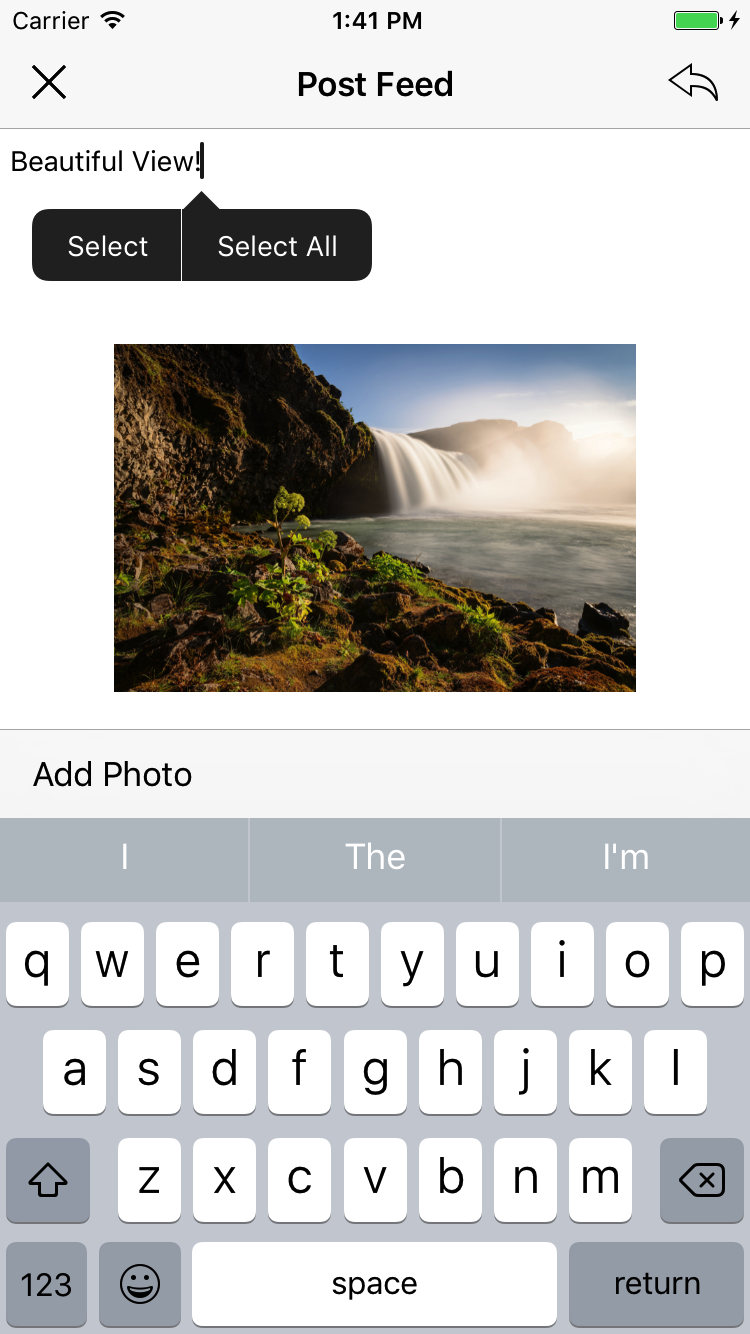 Carrier 1:41 PM
Post Feed
Beautiful View!
Select Select All
Add Photo
I The I'm
q w e r t y u i o p
a s d f g h j k l
z x c v b n m
123 space return